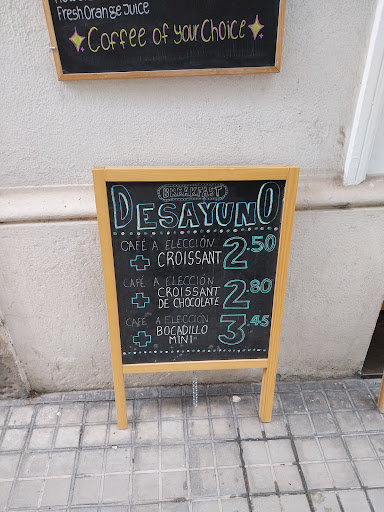 Fresh Orange Juice
Coffee of your Choice
BREAKFAST
DESAYUNO
CAFÉ A ELECCIÓN
+ CROISSANT 2.50
CAFÉ A ELECCIÓN
+ CROISSANT
DE CHOCOLATE 2.80
CAFÉ A ELECCIÓN
+ BOCADILLO
MINI 3.45